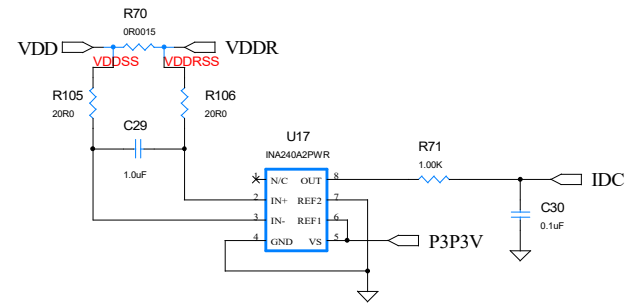 R70
0R0015
VDD
VDDR
VDDSS
VDDRSS
R105
20R0
R106
20R0
C29
1.0uF
U17
INA240A2PWR
N/C OUT 8
2 IN+ REF2 7
3 IN- REF1 6
4 GND VS 5
R71
1.00K
IDC
C30
0.1uF
P3P3V